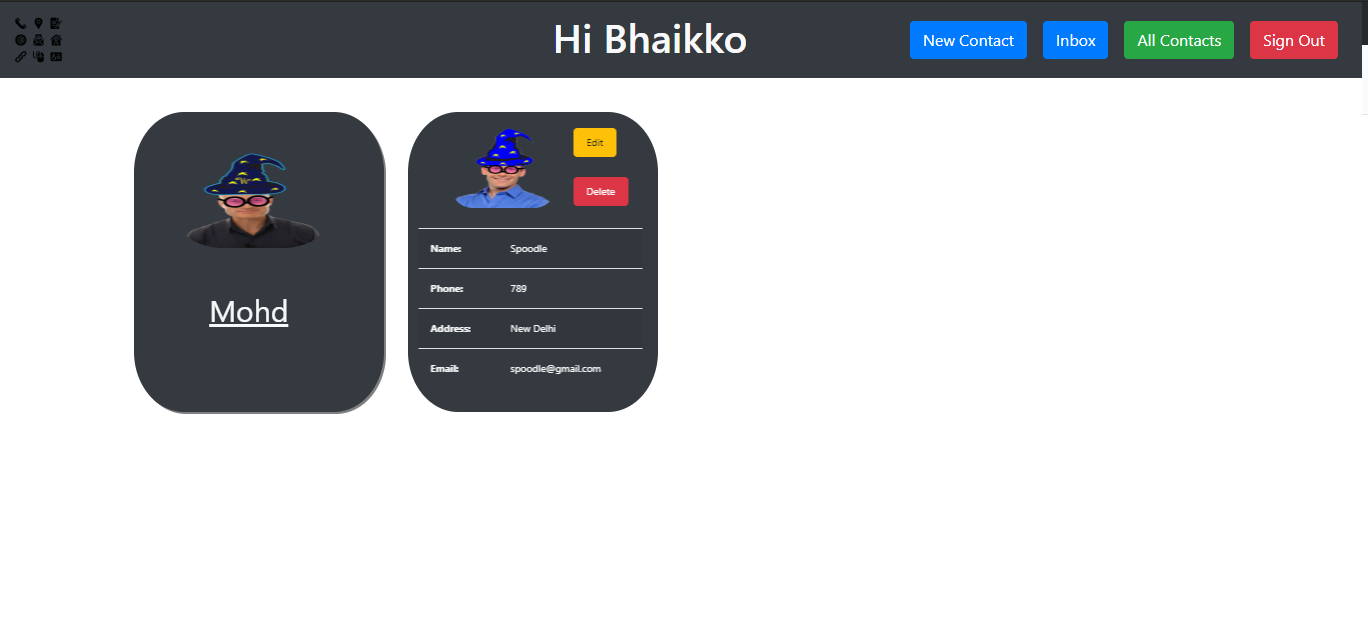 Hi Bhaikko
New Contact Inbox All Contacts Sign Out
Mohd
Edit
Delete
Name: Spoodle
Phone: 789
Address: New Delhi
Email: spoodle@gmail.com